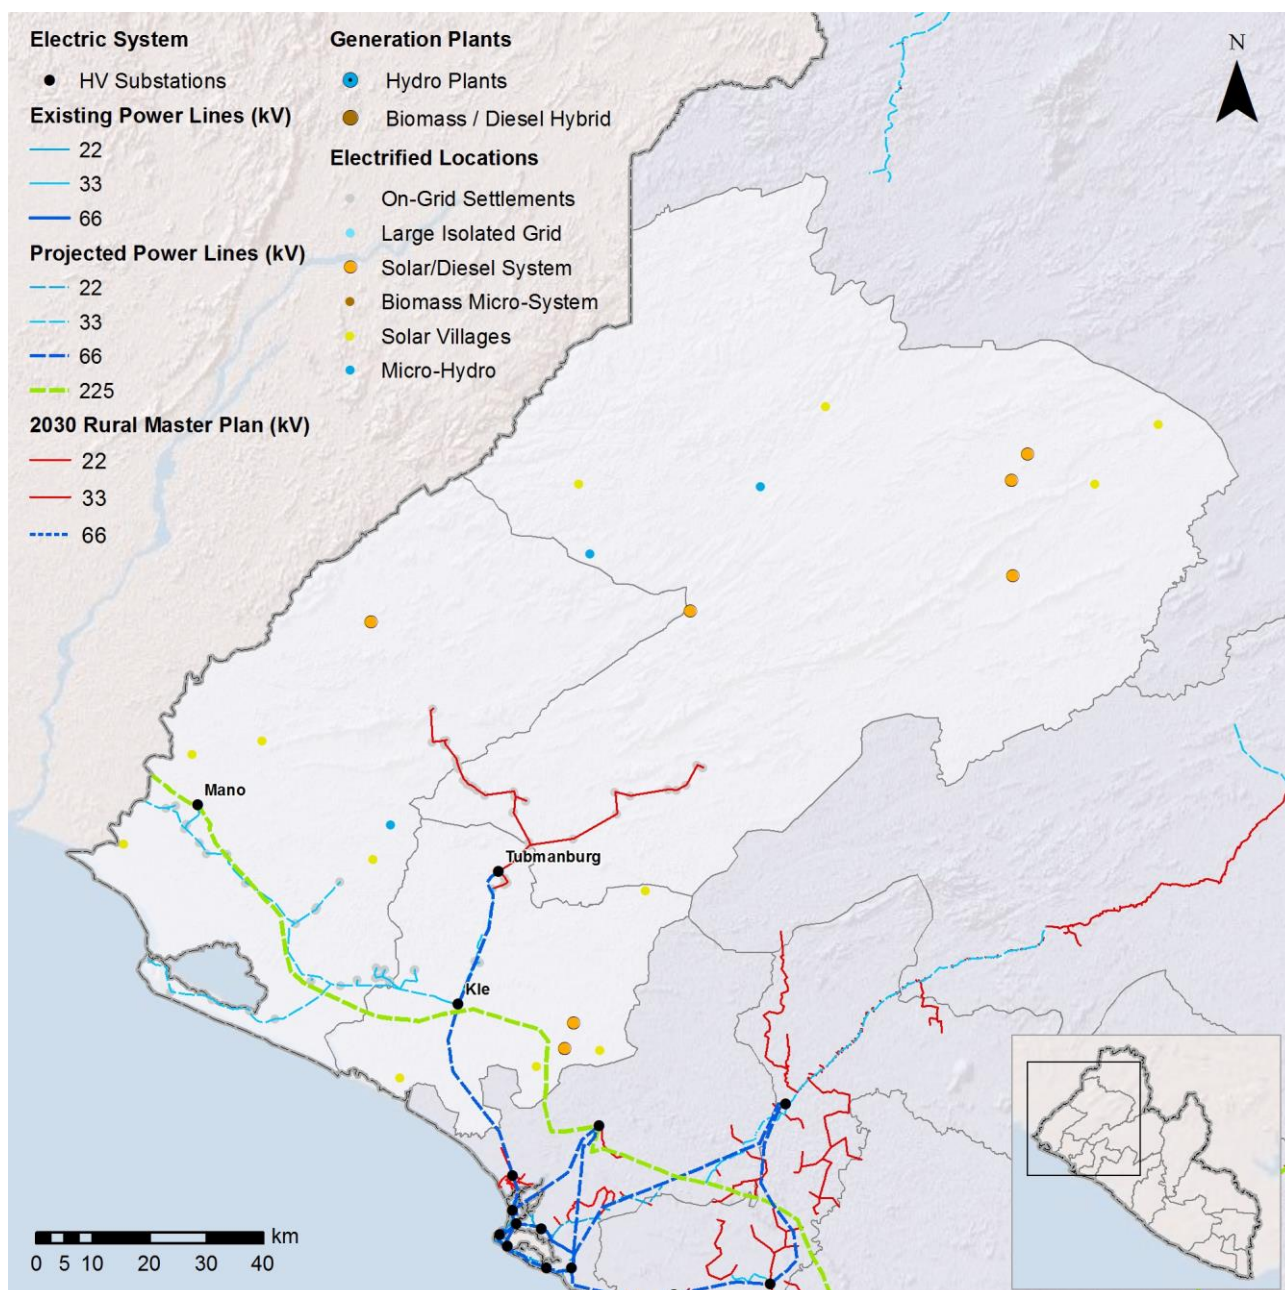 Electric System
HV Substations
Existing Power Lines (kV)
22
33
66
Projected Power Lines (kV)
22
33
66
225
2030 Rural Master Plan (kV)
22
33
66
Generation Plants
Hydro Plants
Biomass / Diesel Hybrid
Electrified Locations
On-Grid Settlements
Large Isolated Grid
Solar/Diesel System
Biomass Micro-System
Solar Villages
Micro-Hydro
N
Mano
Tubmanburg
Kle
km
0 5 10 20 30 40